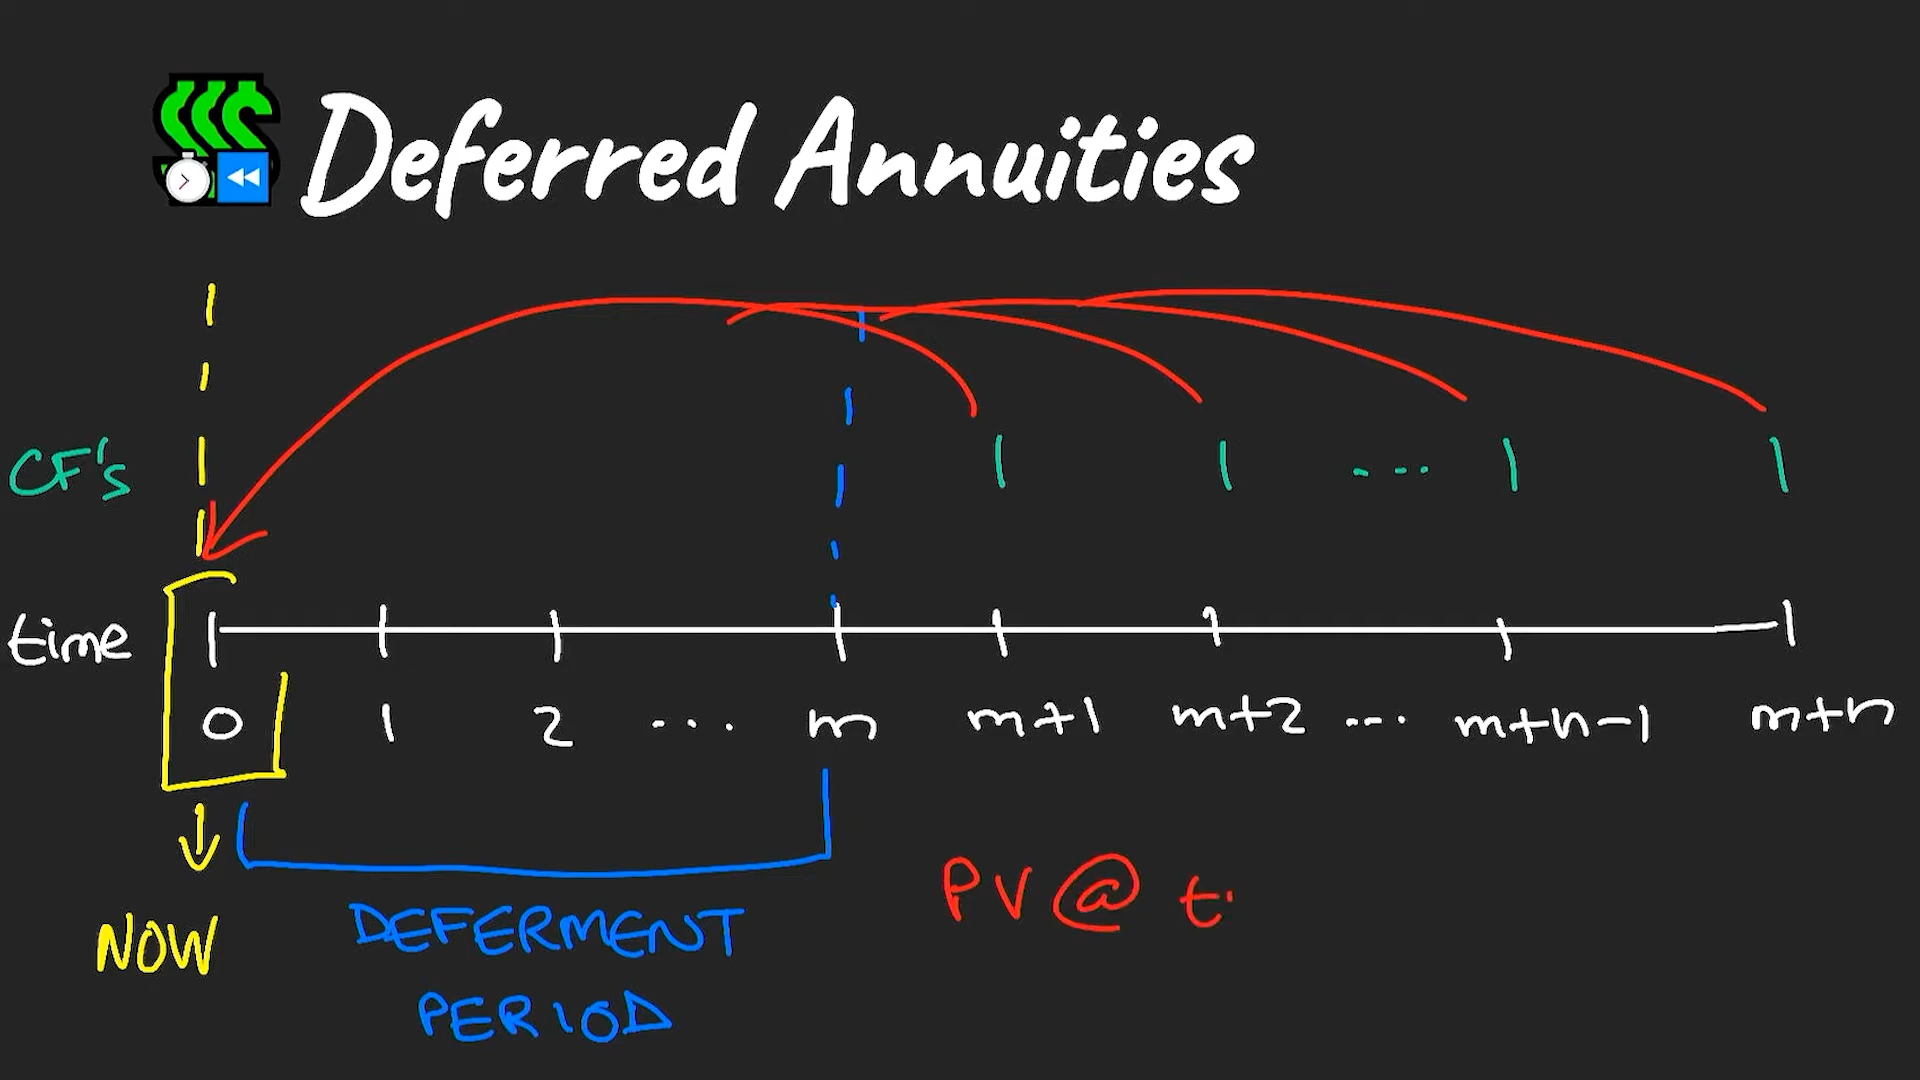 Deferred Annuities
CF's 1 1 ... 1 1
time
0 1 2 ... m m+1 m+2 ... m+n-1 m+n
NOW
DEFERMENT
PERIOD
PV @ t